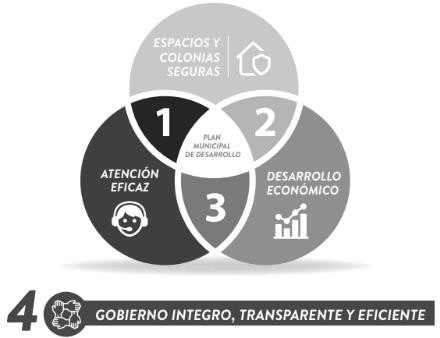 ESPACIOS Y
COLONIAS
SEGURAS
1
2
PLAN
MUNICIPAL
DE DESARROLLO
ATENCIÓN
EFICAZ
DESARROLLO
ECONÓMICO
3
4 GOBIERNO INTEGRO, TRANSPARENTE Y EFICIENTE